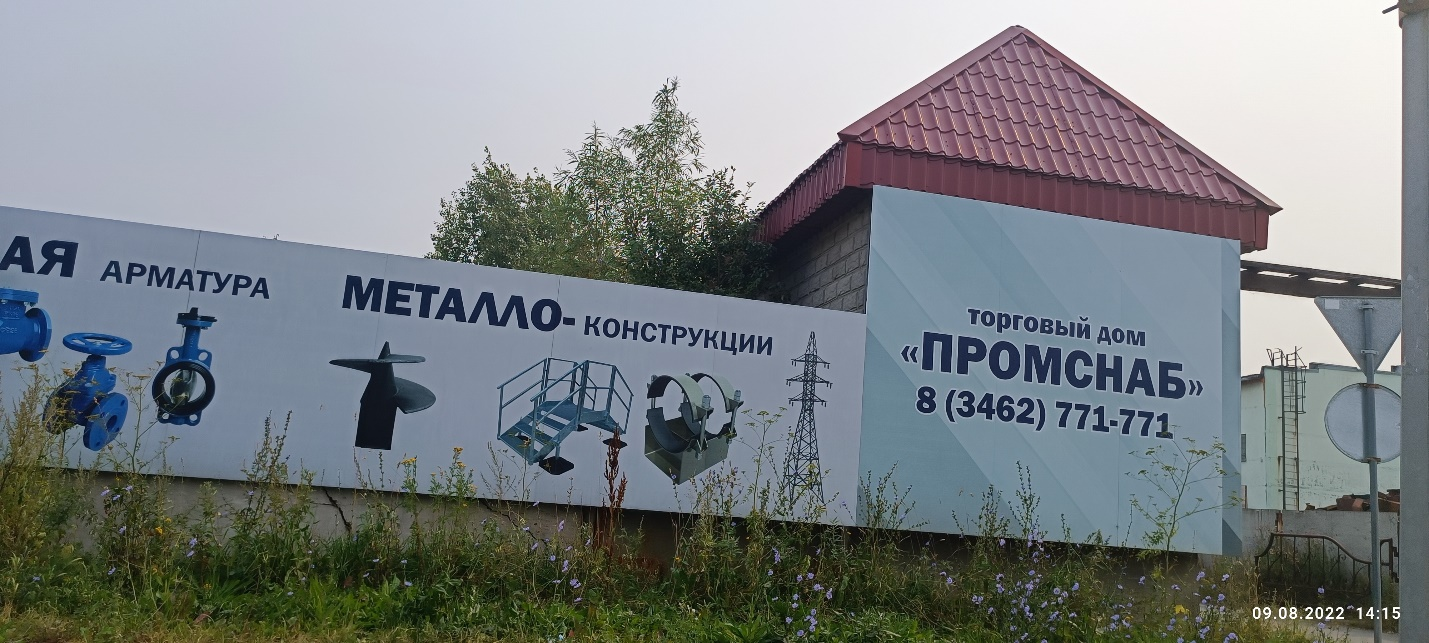 АЯ АРМАТУРА
МЕТАЛЛО-КОНСТРУКЦИИ
торговый дом
«ПРОМСНАБ»
8 (3462) 771-771
09.08.2022 14:15